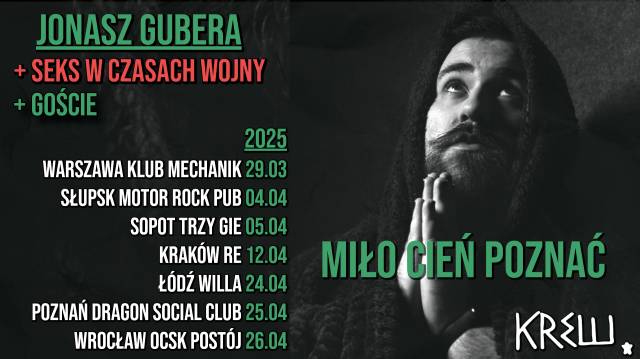 JONASZ GUBERA
+ SEKS W CZASACH WOJNY
+ GOŚCIE
2025
WARSZAWA KLUB MECHANIK 29.03
SŁUPSK MOTOR ROCK PUB 04.04
SOPOT TRZY GIE 05.04
KRAKÓW RE 12.04
ŁÓDŹ WILLA 24.04
POZNAŃ DRAGON SOCIAL CLUB 25.04
WROCŁAW OCSK POSTÓJ 26.04
MIŁO CIEŃ POZNAĆ
KREW.